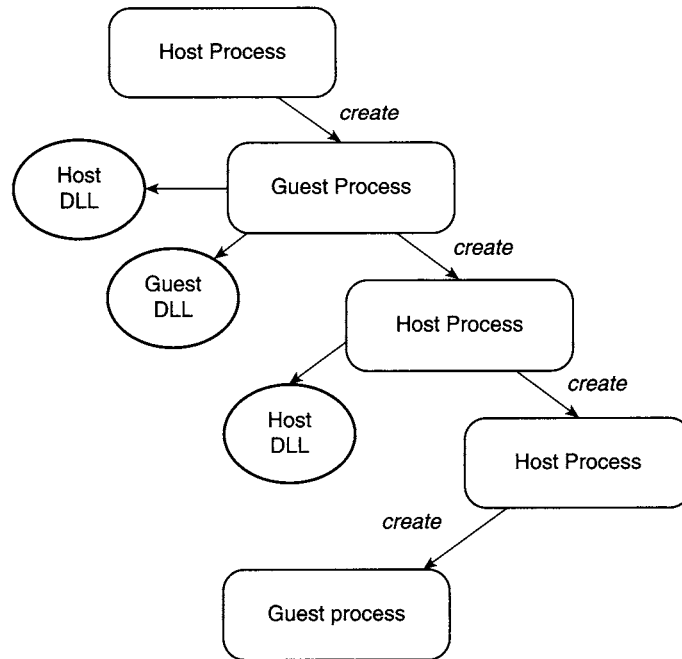 Host Process
create
Guest Process
Host
DLL
create
Guest
DLL
Host Process
create
Host
DLL
Host Process
create
Guest process